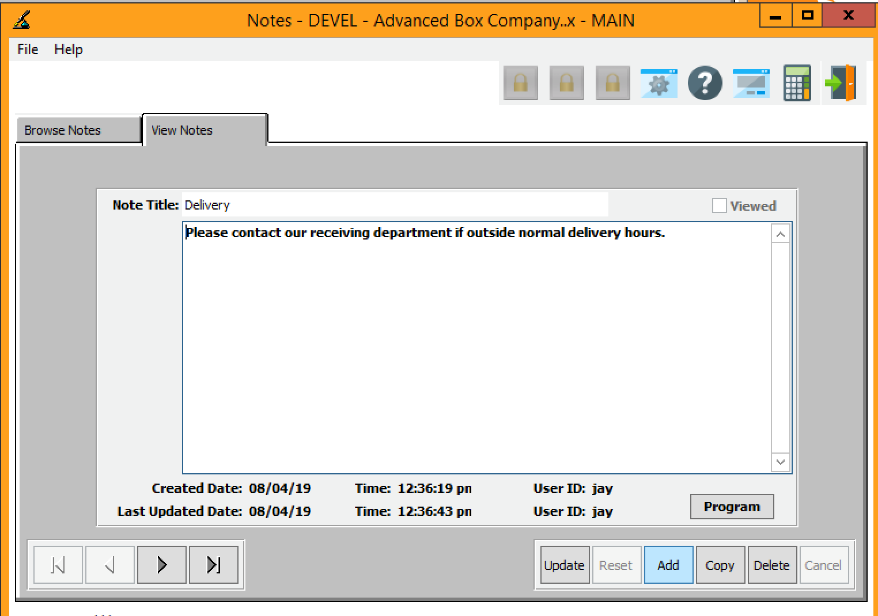 Notes - DEVEL - Advanced Box Company..x - MAIN
File Help
?
Browse Notes View Notes
Note Title: Delivery Viewed
Please contact our receiving department if outside normal delivery hours.
Created Date: 08/04/19 Time: 12:36:19 pn User ID: jay
Last Updated Date: 08/04/19 Time: 12:36:43 pn User ID: jay
Program
Update Reset Add Copy Delete Cancel